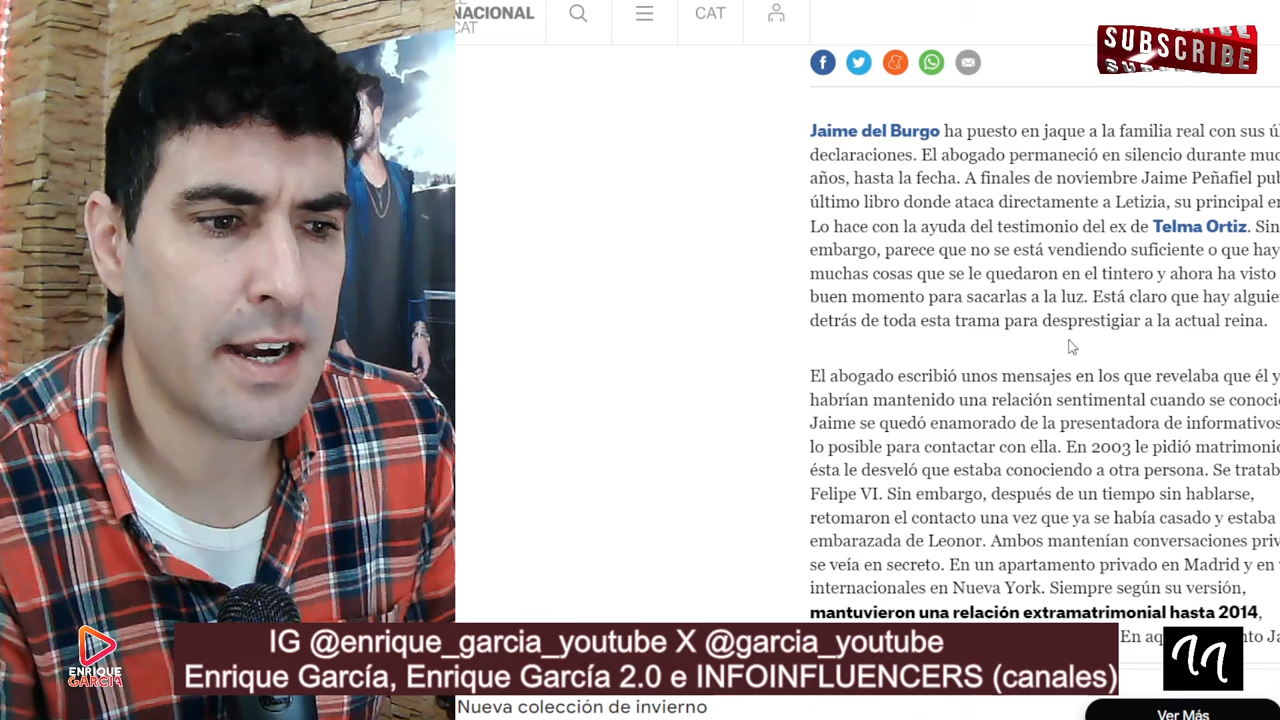 NACIONAL
CAT
CAT
SUBSCRIBE
Jaime del Burgo ha puesto en jaque a la familia real con sus
declaraciones. El abogado permaneció en silencio durante
años, hasta la fecha. A finales de noviembre Jaime Peñafiel
último libro donde ataca directamente a Letizia, su principal
Lo hace con la ayuda del testimonio del ex de Telma Ortiz. Sin
embargo, parece que no se está vendiendo suficiente o que hay
muchas cosas que se le quedaron en el tintero y ahora ha visto
buen momento para sacarlas a la luz. Está claro que hay
detrás de toda esta trama para desprestigiar a la actual reina.
El abogado escribió unos mensajes en los que revelaba que él y
habrían mantenido una relación sentimental cuando se
Jaime se quedó enamorado de la presentadora de informativos
lo posible para contactar con ella. En 2003 le pidió
ésta le desveló que estaba conociendo a otra persona. Se
Felipe VI. Sin embargo, después de un tiempo sin hablarse,
retomaron el contacto una vez que ya se había casado y estaba
embarazada de Leonor. Ambos mantenían conversaciones
se veía en secreto. En un apartamento privado en Madrid y en
internacionales en Nueva York. Siempre según su versión,
mantuvieron una relación extramatrimonial hasta 2014,
En
IG @enrique_garcia_youtube X @garcia_youtube
Enrique García, Enrique García 2.0 e INFOINFLUENCERS (canales)
ENRIQUE
GARCÍA
Nueva colección de invierno
Ver Más